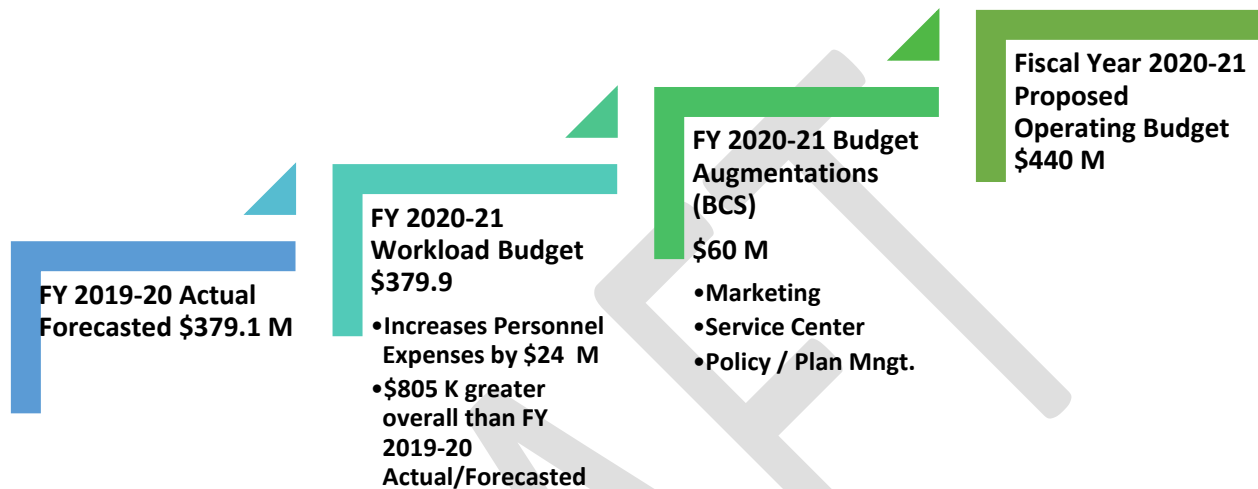 FY 2019-20 Actual
Forecasted $379.1 M
FY 2020-21
Workload Budget
$379.9
•Increases Personnel
Expenses by $24 M
•$805 K greater
overall than FY
2019-20
Actual/Forecasted
FY 2020-21 Budget
Augmentations
(BCS)
$60 M
•Marketing
•Service Center
•Policy / Plan Mngt.
Fiscal Year 2020-21
Proposed
Operating Budget
$440 M